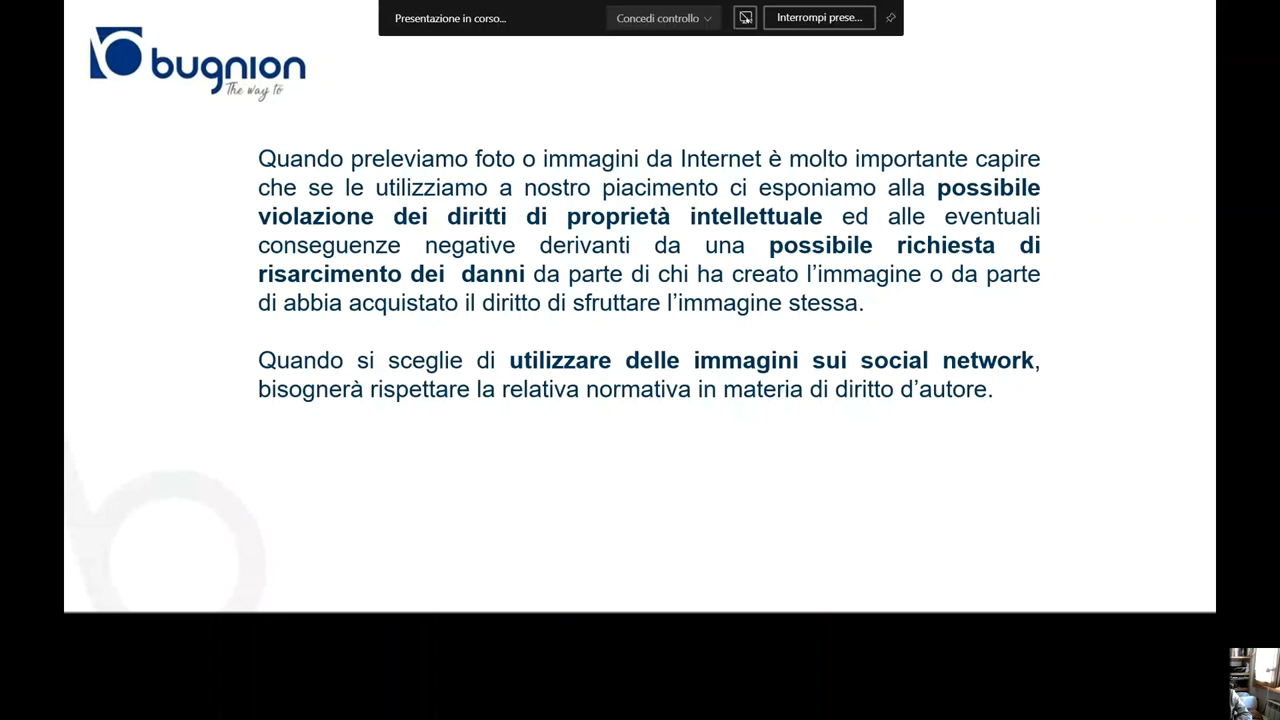 Presentazione in corso...
Concedi controllo
Interrompi prese...
bugnion
The way to
Quando preleviamo foto o immagini da Internet è molto importante capire
che se le utilizziamo a nostro piacimento ci esponiamo alla possibile
violazione dei diritti di proprietà intellettuale ed alle eventuali
conseguenze negative derivanti da una possibile richiesta di
risarcimento dei danni da parte di chi ha creato l’immagine o da parte
di abbia acquistato il diritto di sfruttare l’immagine stessa.
Quando si sceglie di utilizzare delle immagini sui social network,
bisognerà rispettare la relativa normativa in materia di diritto d’autore.